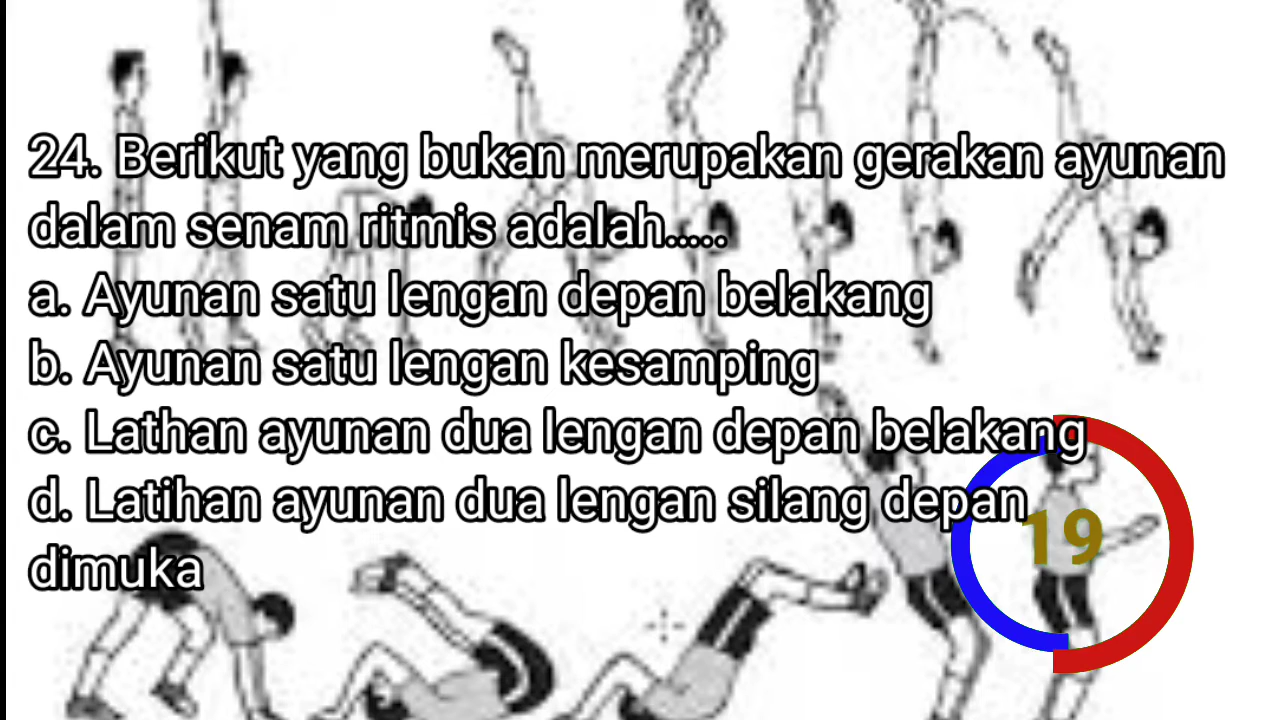 24. Berikut yang bukan merupakan gerakan ayunan
dalam senam ritmis adalah.....
a. Ayunan satu lengan depan belakang
b. Ayunan satu lengan kesamping
c. Lathan ayunan dua lengan depan belakang
d. Latihan ayunan dua lengan silang depan
dimuka
19